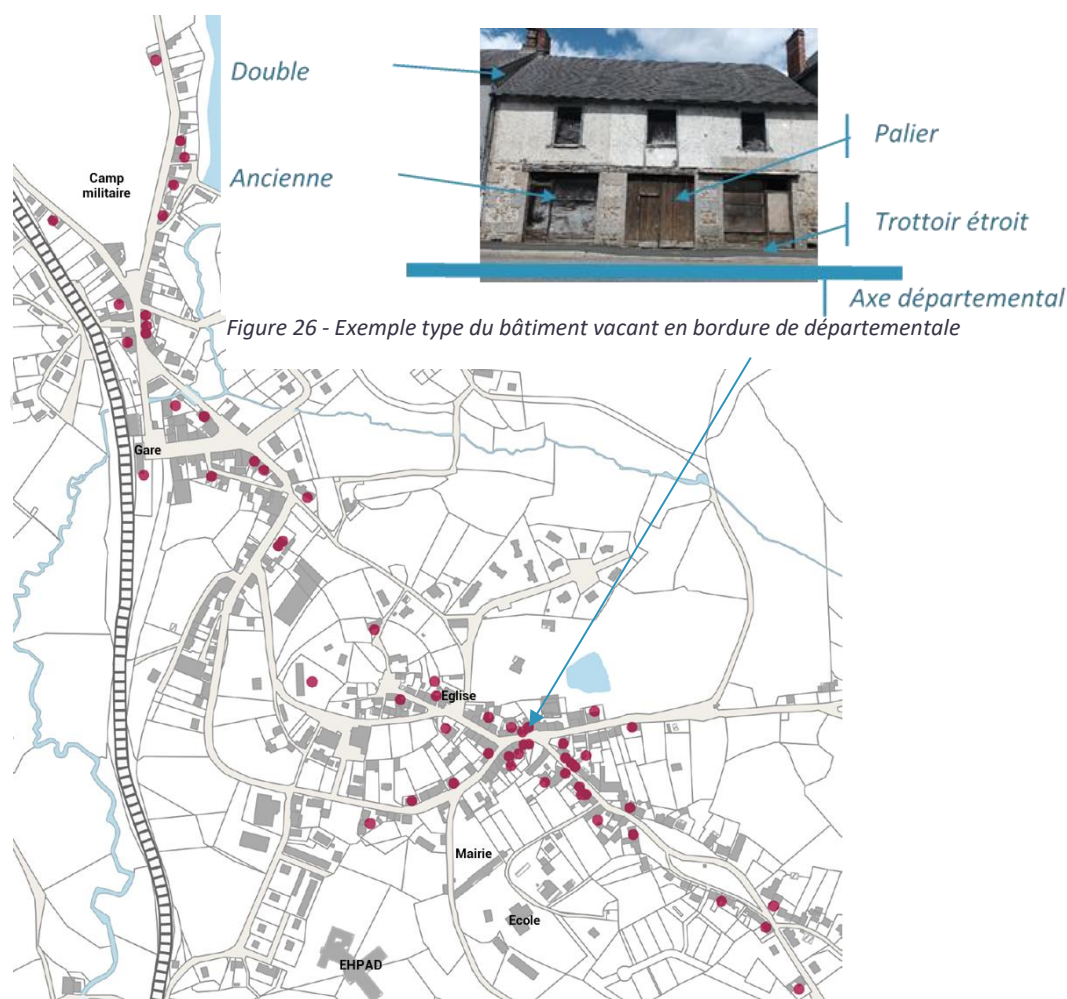 Double
Ancienne
Palier
Trottoir étroit
Axe départemental
Figure 26 - Exemple type du bâtiment vacant en bordure de départementale
Camp
militaire
Gare
Eglise
Mairie
Ecole
EHPAD